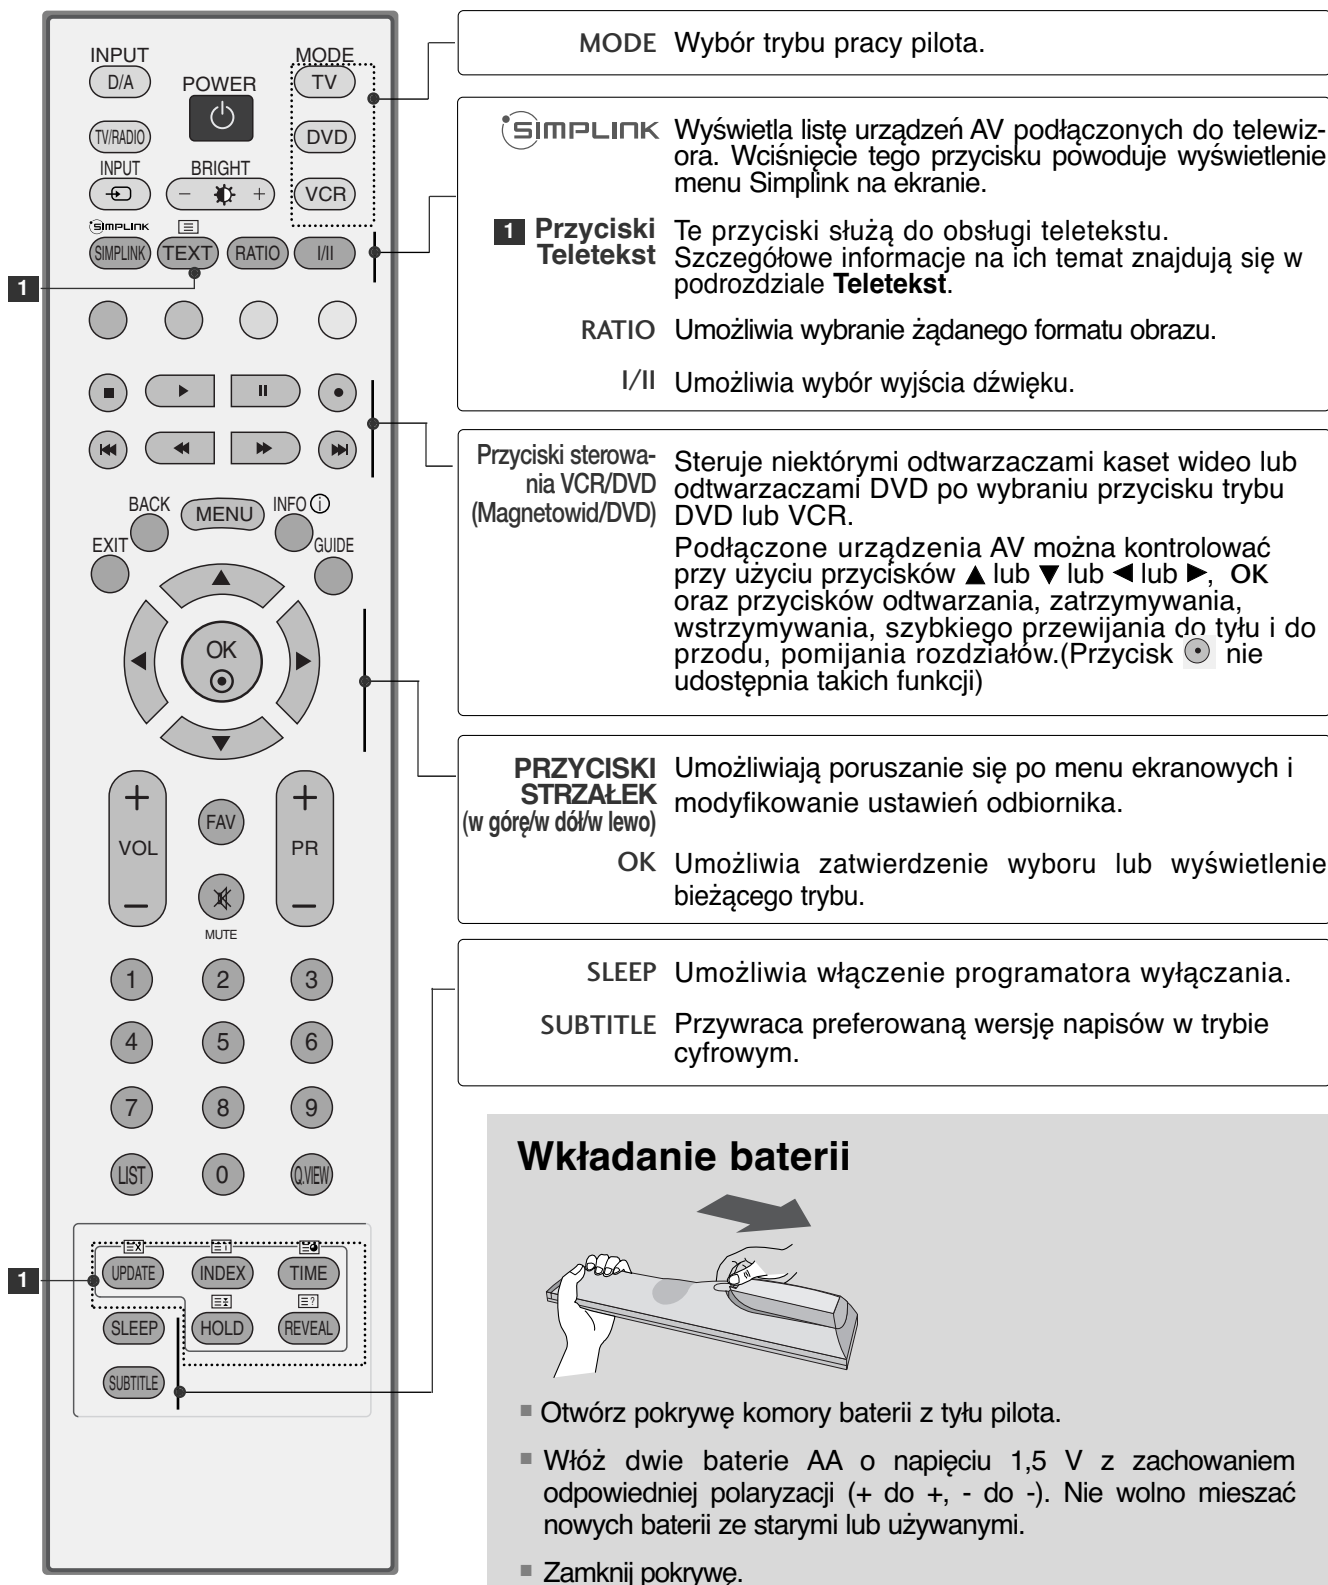 INPUT
MODE
D/A
POWER
TV
TV/RADIO
DVD
INPUT
BRIGHT
- +
VCR
SIMPLINK
SIMPLINK
TEXT
RATIO
I/II
1
BACK
MENU
INFO i
EXIT
GUIDE
OK
+
VOL
-
FAV
MUTE
+
PR
-
1
2
3
4
5
6
7
8
9
LIST
0
Q.VIEW
1
UPDATE
INDEX
TIME
SLEEP
HOLD
REVEAL
SUBTITLE
MODE Wybór trybu pracy pilota.
SIMPLINK Wyświetla listę urządzeń AV podłączonych do telewiz-
ora. Wciśnięcie tego przycisku powoduje wyświetlenie
menu Simplink na ekranie.
1 Przyciski Te przyciski służą do obsługi teletekstu.
Teletekst Szczegółowe informacje na ich temat znajdują się w
podrozdziale Teletekst.
RATIO Umożliwia wybranie żądanego formatu obrazu.
I/II Umożliwia wybór wyjścia dźwięku.
Przyciski sterowa-
nia VCR/DVD
(Magnetowid/DVD)
Steruje niektórymi odtwarzaczami kaset wideo lub
odtwarzaczami DVD po wybraniu przycisku trybu
DVD lub VCR.
Podłączone urządzenia AV można kontrolować
przy użyciu przycisków ▲ lub ▼ lub ◀ lub ▶, OK
oraz przycisków odtwarzania, zatrzymywania,
wstrzymywania, szybkiego przewijania do tyłu i do
przodu, pomijania rozdziałów.(Przycisk ⊙ nie
udostępnia takich funkcji)
PRZYCISKI
STRZAŁEK
(w górę/w dół/w lewo)
Umożliwiają poruszanie się po menu ekranowych i
modyfikowanie ustawień odbiornika.
OK Umożliwia zatwierdzenie wyboru lub wyświetlenie
bieżącego trybu.
SLEEP Umożliwia włączenie programatora wyłączania.
SUBTITLE Przywraca preferowaną wersję napisów w trybie
cyfrowym.
Wkładanie baterii
■ Otwórz pokrywę komory baterii z tyłu pilota.
■ Włóż dwie baterie AA o napięciu 1,5 V z zachowaniem
odpowiedniej polaryzacji (+ do +, - do -). Nie wolno mieszać
nowych baterii ze starymi lub używanymi.
■ Zamknij pokrywę.